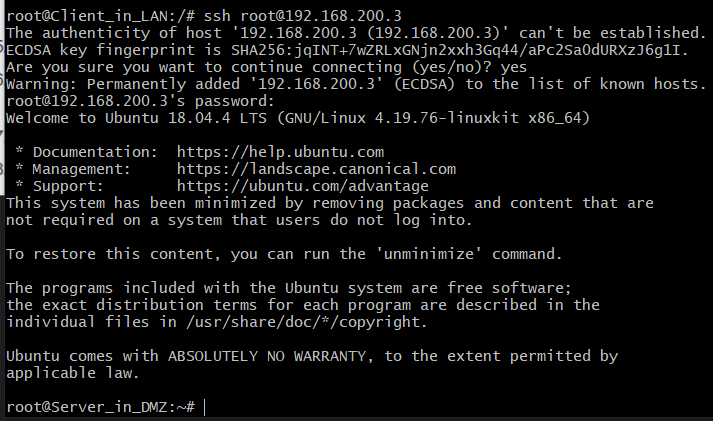 root@Client_in_LAN:/# ssh root@192.168.200.3
The authenticity of host '192.168.200.3 (192.168.200.3)' can't be established.
ECDSA key fingerprint is SHA256:jqINT+7wZRLxGNjn2xxh3Gq44/aPc2Sa0dURXzJ6g1I.
Are you sure you want to continue connecting (yes/no)? yes
Warning: Permanently added '192.168.200.3' (ECDSA) to the list of known hosts.
root@192.168.200.3's password:
Welcome to Ubuntu 18.04.4 LTS (GNU/Linux 4.19.76-linuxkit x86_64)

 * Documentation:  https://help.ubuntu.com
 * Management:     https://landscape.canonical.com
 * Support:        https://ubuntu.com/advantage
This system has been minimized by removing packages and content that are
not required on a system that users do not log into.

To restore this content, you can run the 'unminimize' command.

The programs included with the Ubuntu system are free software;
the exact distribution terms for each program are described in the
individual files in /usr/share/doc/*/copyright.

Ubuntu comes with ABSOLUTELY NO WARRANTY, to the extent permitted by
applicable law.

root@Server_in_DMZ:~#